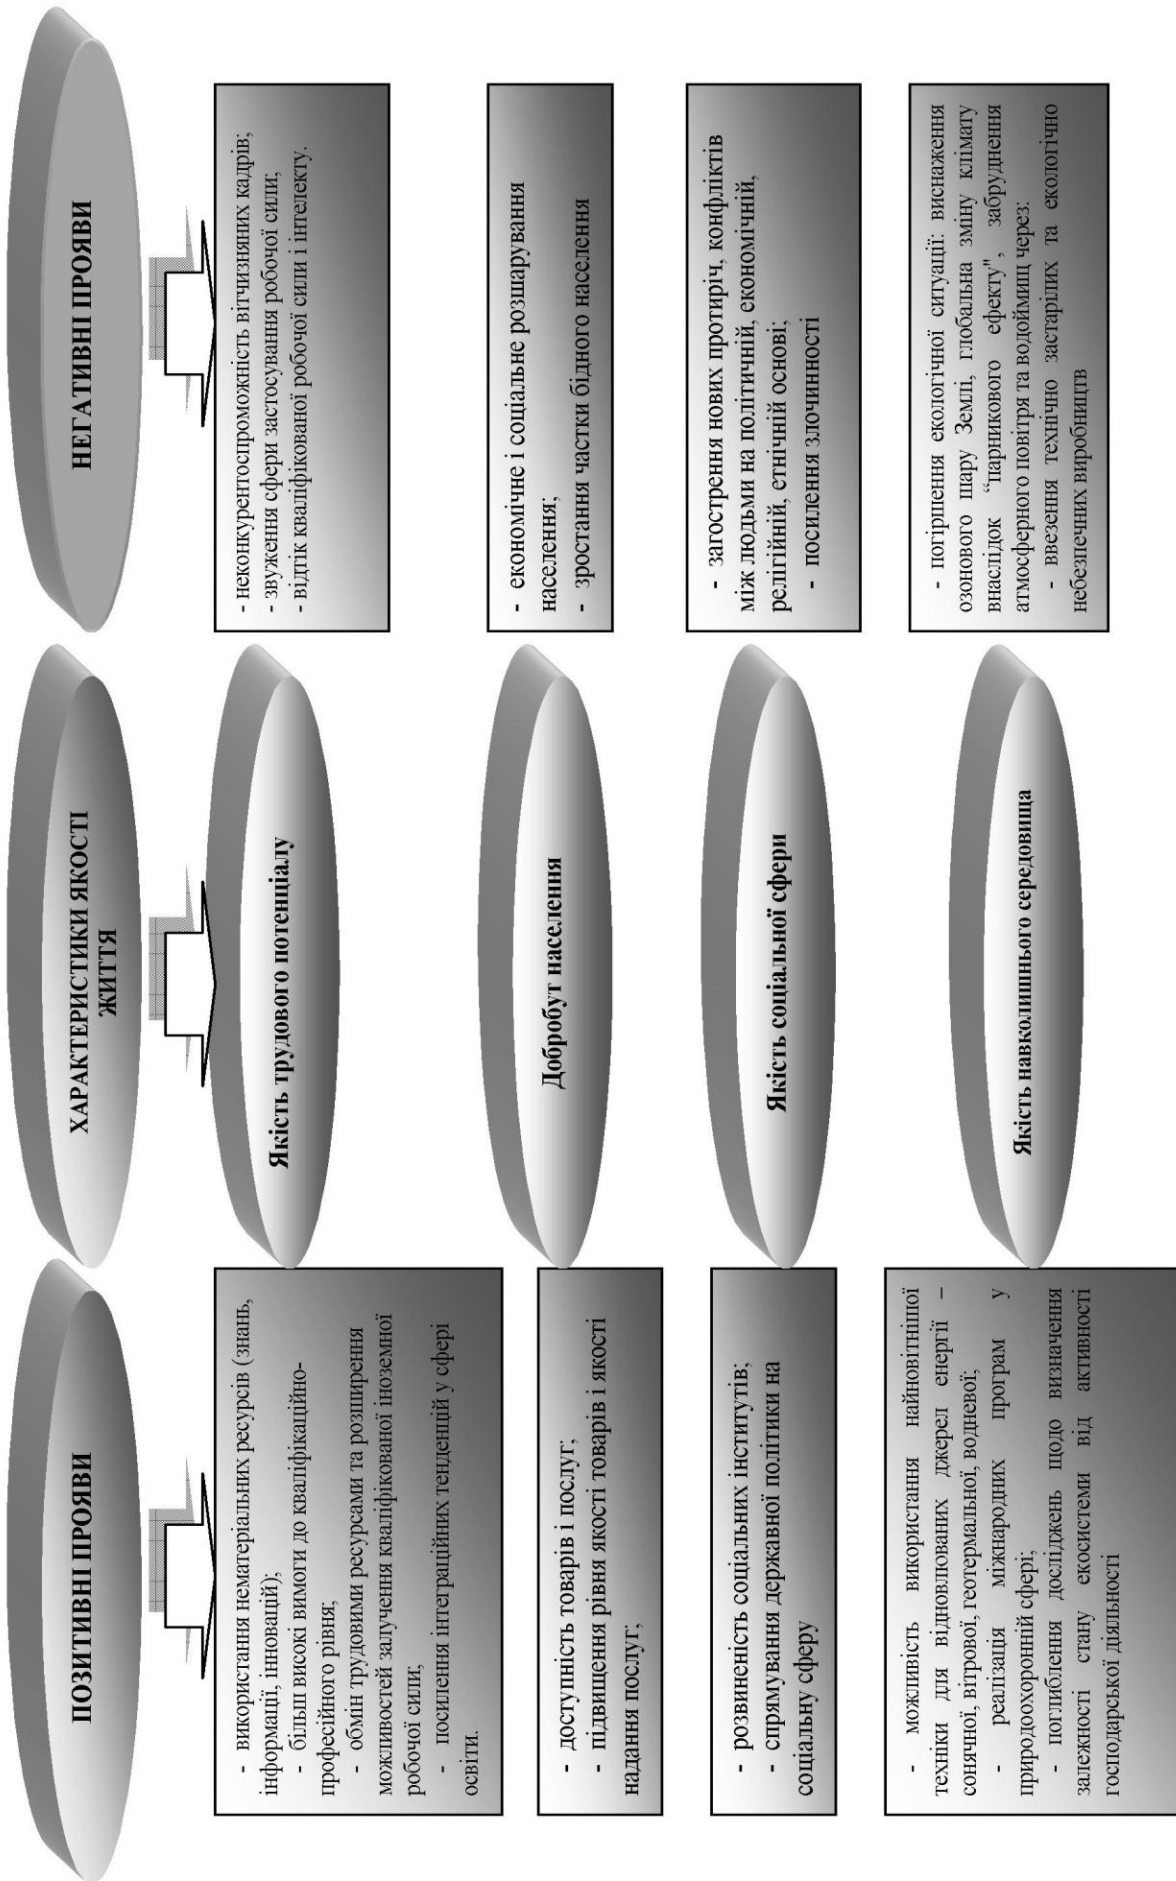 ПОЗИТИВНІ ПРОЯВИ
ХАРАКТЕРИСТИКИ ЯКОСТІ
ЖИТТЯ
НЕГАТИВНІ ПРОЯВИ
- використання нематеріальних ресурсів (знань,
інформації, інновацій);
- більш високі вимоги до кваліфікаційно-
професійного рівня;
- обмін трудовими ресурсами та розширення
можливостей залучення кваліфікованої іноземної
робочої сили;
- посилення інтеграційних тенденцій у сфері
освіти.
Якість трудового потенціалу
- неконкурентоспроможність вітчизняних кадрів;
- звуження сфери застосування робочої сили;
- відтік кваліфікованої робочої сили і інтелекту.
- доступність товарів і послуг;
- підвищення рівня якості товарів і якості
надання послуг;
Добробут населення
- економічне і соціальне розшарування
населення;
- зростання частки бідного населення
- розвиненість соціальних інститутів;
- спрямування державної політики на
соціальну сферу
Якість соціальної сфери
- загострення нових протиріч, конфліктів
між людьми на політичній, економічній,
релігійній, етнічній основі;
- посилення злочинності
- можливість використання найновітнішої
техніки для відновлюваних джерел енергії –
сонячної, вітрової, геотермальної, водневої;
- реалізація міжнародних програм у
природоохоронній сфері;
- поглиблення досліджень щодо визначення
залежності стану екосистеми від активності
господарської діяльності
Якість навколишнього середовища
- погіршення екологічної ситуації: виснаження
озонового шару Землі, глобальна зміну клімату
внаслідок “парникового ефекту", забруднення
атмосферного повітря та водоймищ через:
- ввезення технічно застарілих та екологічно
небезпечних виробництв